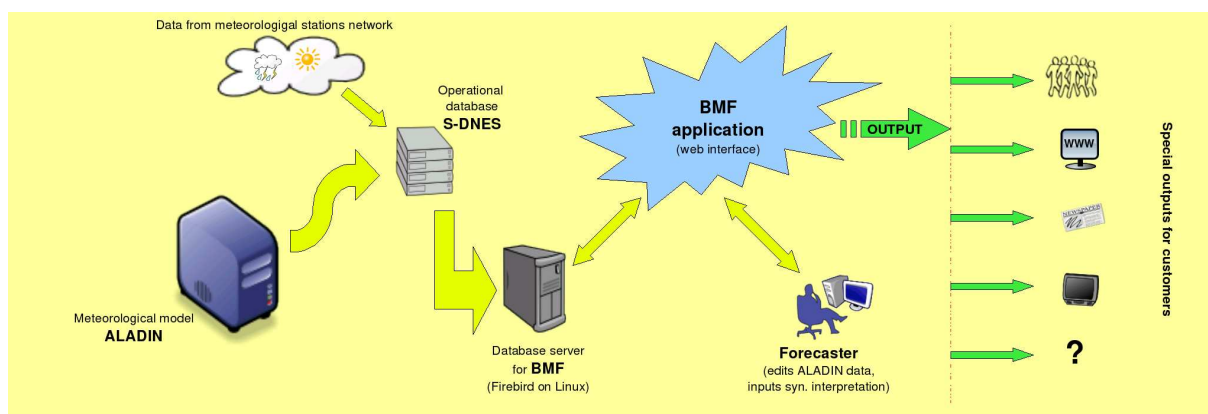 Data from meteorologigal stations network
Operational
database
S-DNES
Meteorological model
ALADIN
Database server
for BMF
(Firebird on Linux)
BMF
application
(web interface)
Forecaster
(edits ALADIN data,
inputs syn. interpretation)
OUTPUT
WWW
NEWSPAPER
?
Special outputs for customers